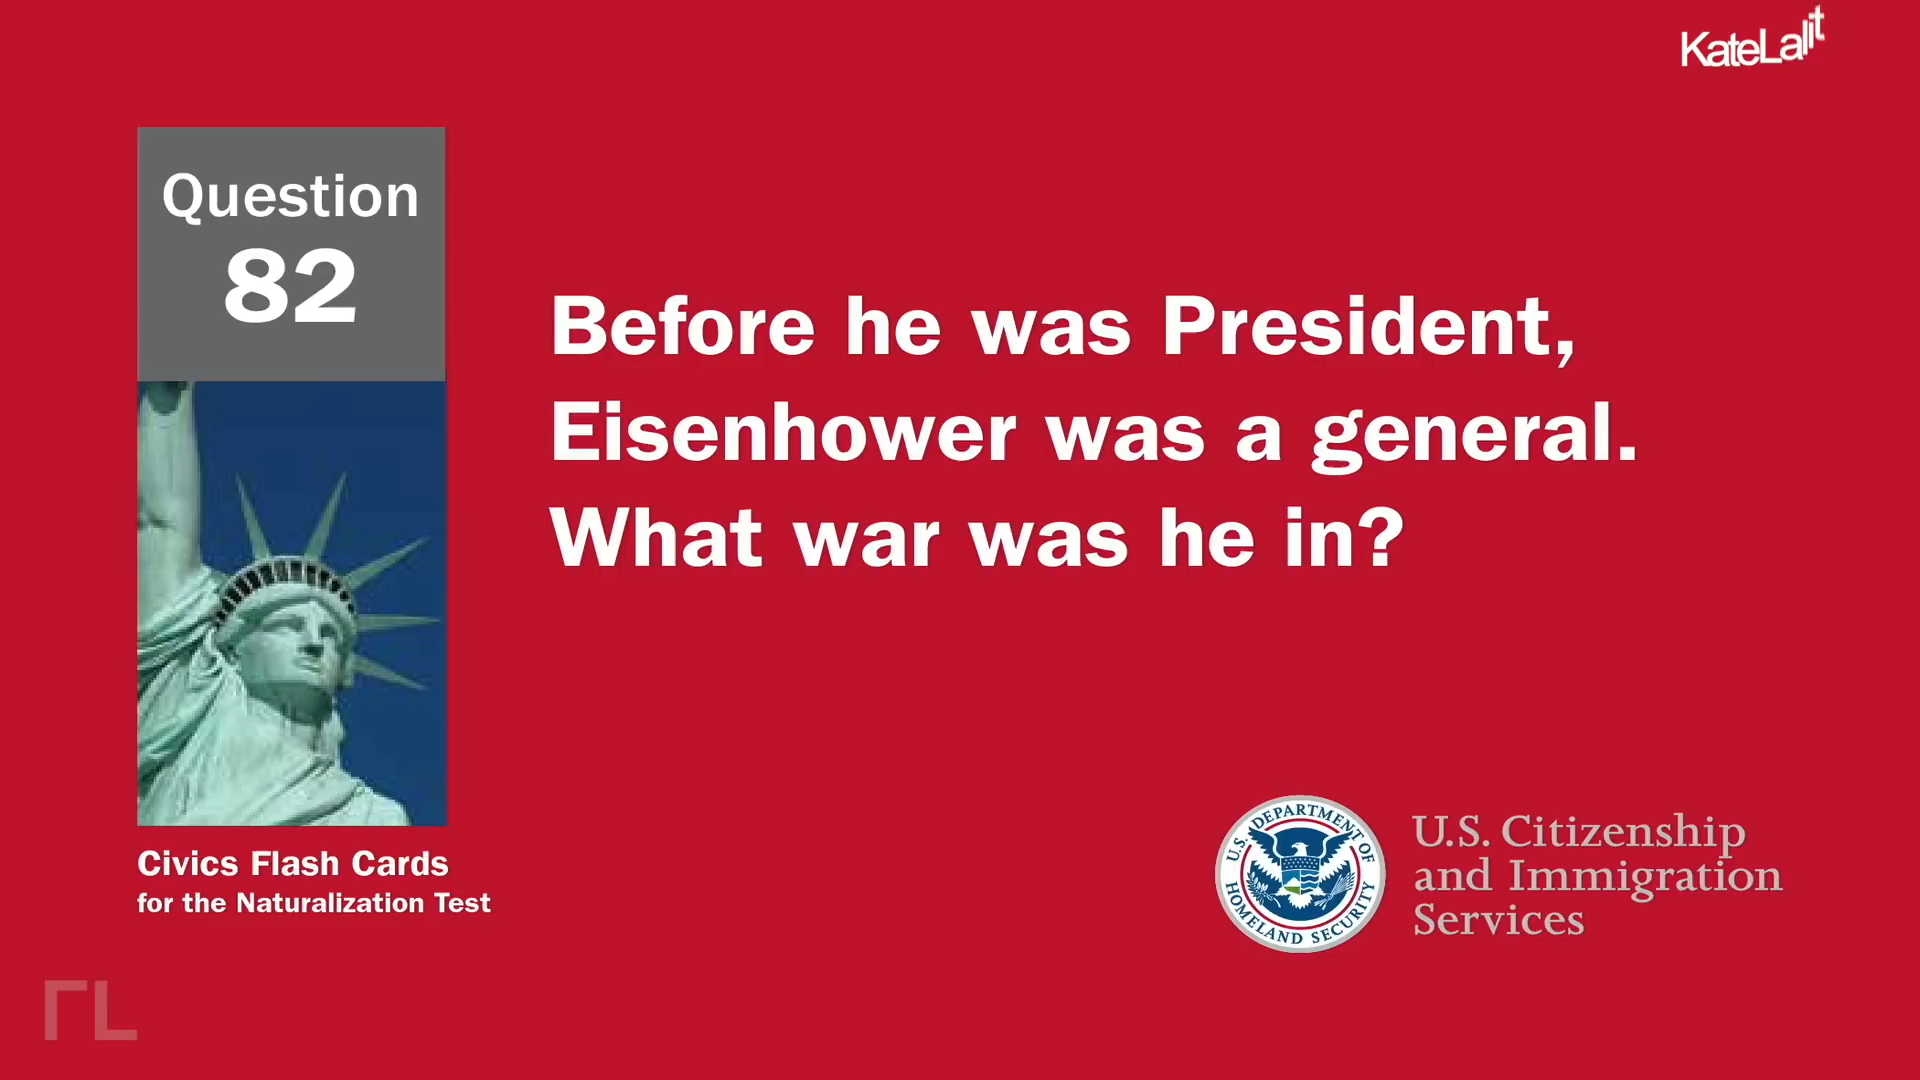 KateLalit
Question
82
Before he was President,
Eisenhower was a general.
What war was he in?
Civics Flash Cards
for the Naturalization Test
U.S. DEPARTMENT OF
HOMELAND SECURITY
U.S. Citizenship
and Immigration
Services